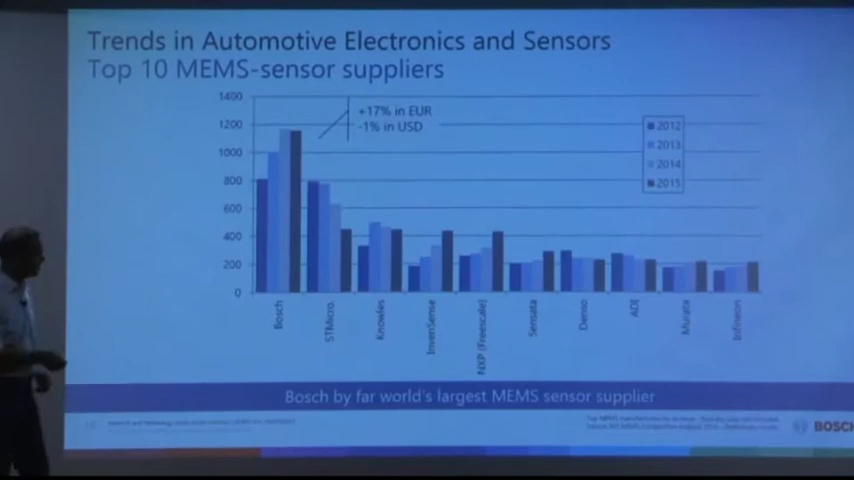 Trends in Automotive Electronics and Sensors
Top 10 MEMS-sensor suppliers
1400
1200
1000
800
600
400
200
0
+17% in EUR
-1% in USD
2012
2013
2014
2015
Bosch
STMicro.
Knowles
InvenSense
NXP (Freescale)
Sensata
Denso
ADI
Murata
Infineon
Bosch by far world's largest MEMS sensor supplier
BOSCH